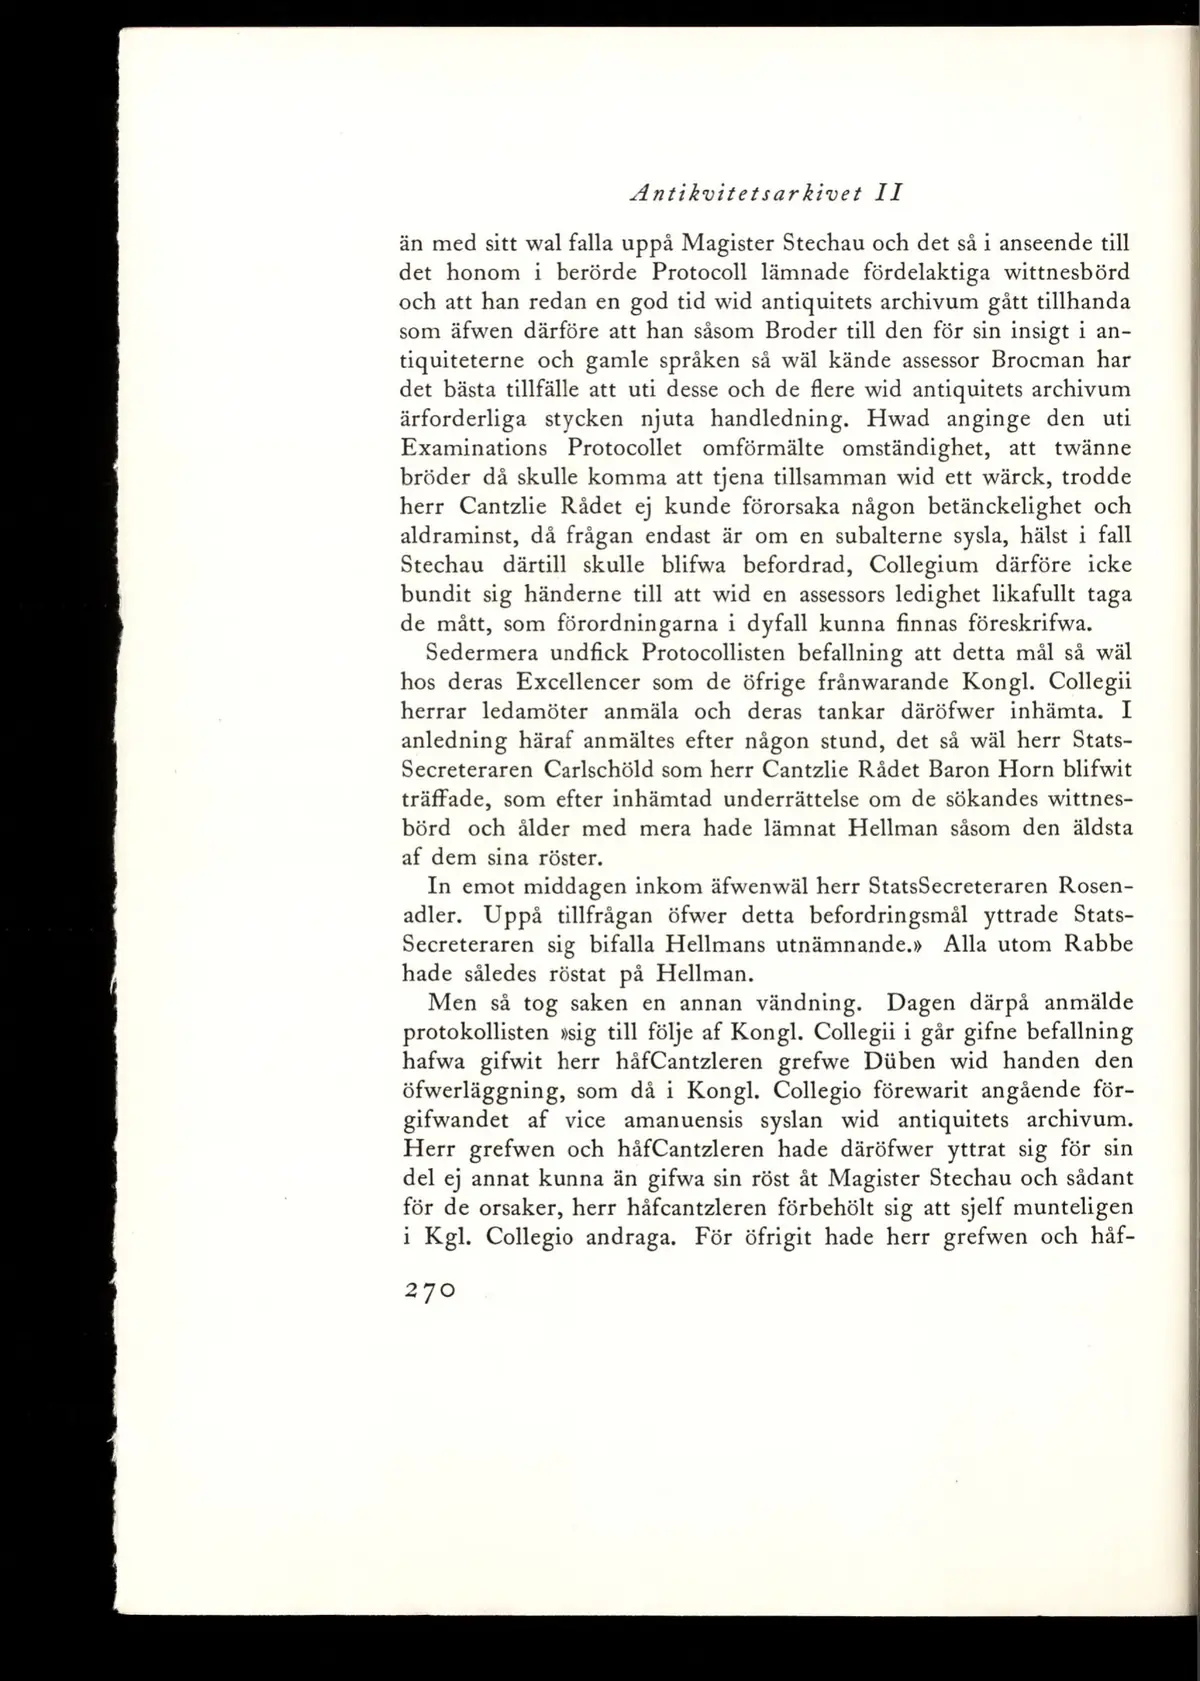 Antikvitetsarkivet II
än med sitt wal falla uppå Magister Stechau och det så i anseende till
det honom i berörde Protocoll lämnade fördelaktiga wittnesbörd
och att han redan en god tid wid antiquitets archivum gått tillhanda
som äfwen därföre att han såsom Broder till den för sin insigt i an-
tiquiteterne och gamle språken så wäl kände assessor Brocman har
det bästa tillfälle att uti desse och de flere wid antiquitets archivum
ärforderliga stycken njuta handledning. Hwad anginge den uti
Examinations Protocollet omförmälte omständighet, att twänne
bröder då skulle komma att tjena tillsamman wid ett wärck, trodde
herr Cantzlie Rådet ej kunde förorsaka någon betänckelighet och
aldraminst, då frågan endast är om en subalterne sysla, hälst i fall
Stechau därtill skulle blifwa befordrad, Collegium därföre icke
bundit sig händerne till att wid en assessors ledighet likafullt taga
de mått, som förordningarna i dyfall kunna finnas föreskrifwa.
Sedermera undfick Protocollisten befallning att detta mål så wäl
hos deras Excellencer som de öfrige frånwarande Kongl. Collegii
herrar ledamöter anmäla och deras tankar däröfwer inhämta. I
anledning häraf anmältes efter någon stund, det så wäl herr Stats-
Secreteraren Carlschöld som herr Cantzlie Rådet Baron Horn blifwit
träffade, som efter inhämtad underrättelse om de sökandes wittnes-
börd och ålder med mera hade lämnat Hellman såsom den äldsta
af dem sina röster.
In emot middagen inkom äfwenwäl herr StatsSecreteraren Rosen-
adler. Uppå tillfrågan öfwer detta befordringsmål yttrade Stats-
Secreteraren sig bifalla Hellmans utnämnande.» Alla utom Rabbe
hade således röstat på Hellman.
Men så tog saken en annan vändning. Dagen därpå anmälde
protokollisten »sig till följe af Kongl. Collegii i går gifne befallning
hafwa gifwit herr håfCantzleren grefwe Düben wid handen den
öfwerläggning, som då i Kongl. Collegio förewarit angående för-
gifwandet af vice amanuensis syslan wid antiquitets archivum.
Herr grefwen och håfCantzleren hade däröfwer yttrat sig för sin
del ej annat kunna än gifwa sin röst åt Magister Stechau och sådant
för de orsaker, herr håfcantzleren förbehölt sig att sjelf munteligen
i Kgl. Collegio andraga. För öfrigit hade herr grefwen och håf-
270